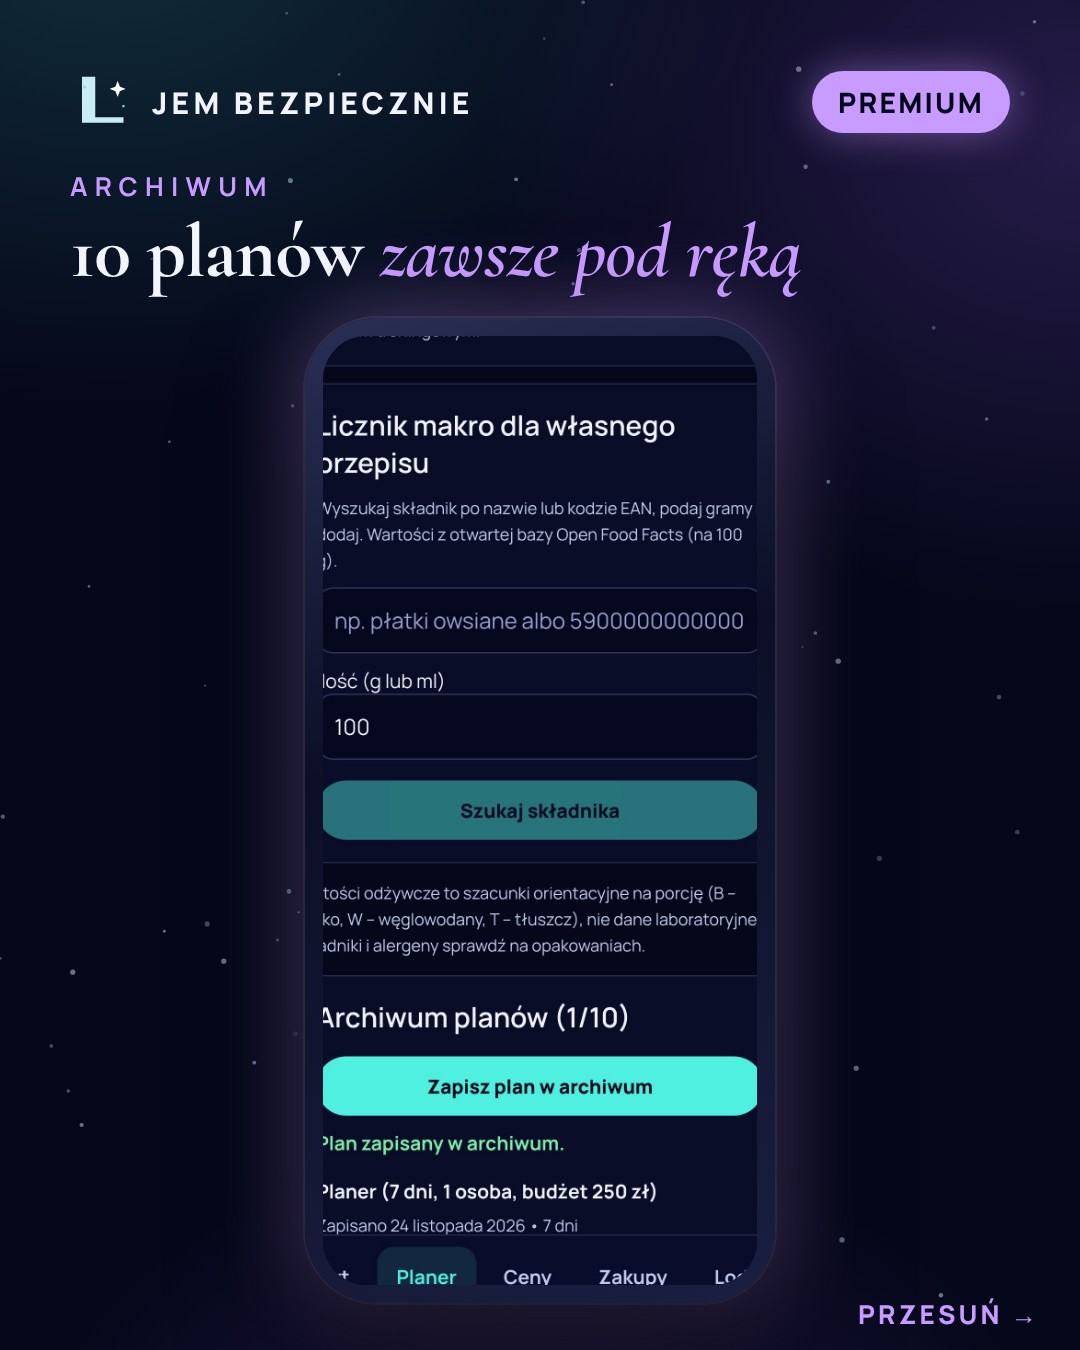 JEM BEZPIECZNIE
PREMIUM
ARCHIWUM
10 planów zawsze pod ręką
Licznik makro dla własnego
przepisu
Wyszukaj składnik po nazwie lub kodzie EAN, podaj gramy
dodaj. Wartości z otwartej bazy Open Food Facts (na 100
g).
np. płatki owsiane albo 5900000000000
lość (g lub ml)
100
Szukaj składnika
tości odżywcze to szacunki orientacyjne na porcję (B –
ko, W – węglowodany, T – tłuszcz), nie dane laboratoryjne
adniki i alergeny sprawdź na opakowaniach.
Archiwum planów (1/10)
Zapisz plan w archiwum
Plan zapisany w archiwum.
Planer (7 dni, 1 osoba, budżet 250 zł)
Zapisano 24 listopada 2026 • 7 dni
Planer Ceny Zakupy
PRZESUŃ →